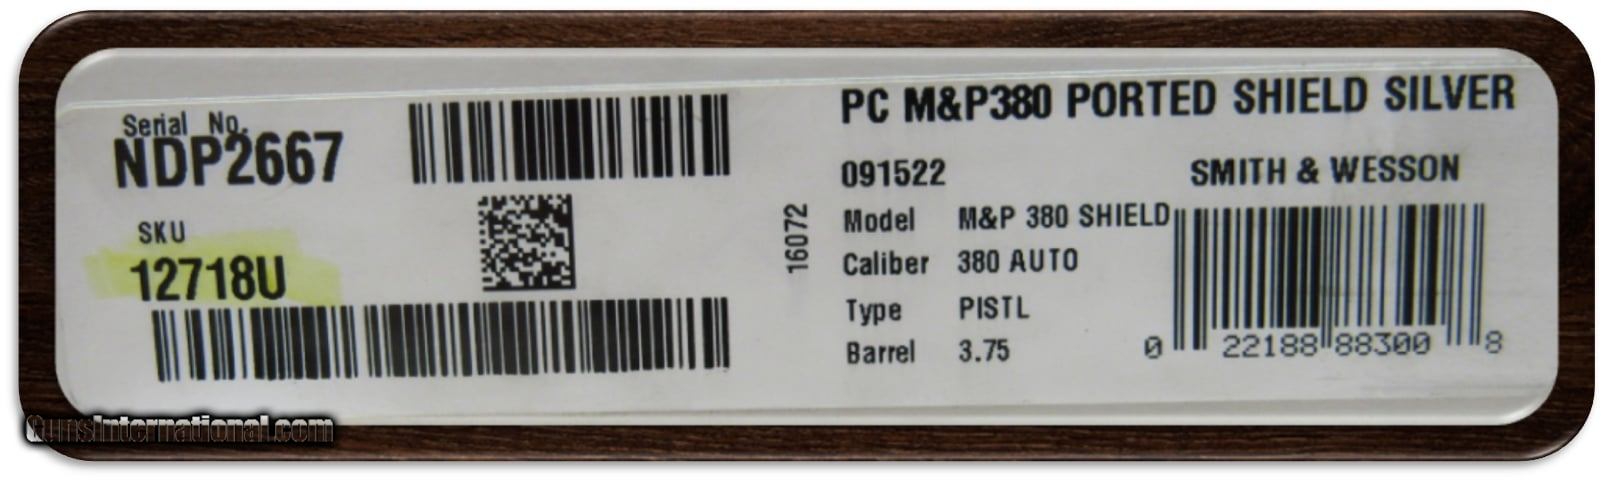 Serial No.
NDP2667
SKU
12718U
16072
PC M&P380 PORTED SHIELD SILVER
091522
SMITH & WESSON
Model M&P 380 SHIELD
Caliber 380 AUTO
Type PISTL
Barrel 3.75
0 22188 88300 8
GunsInternational.com